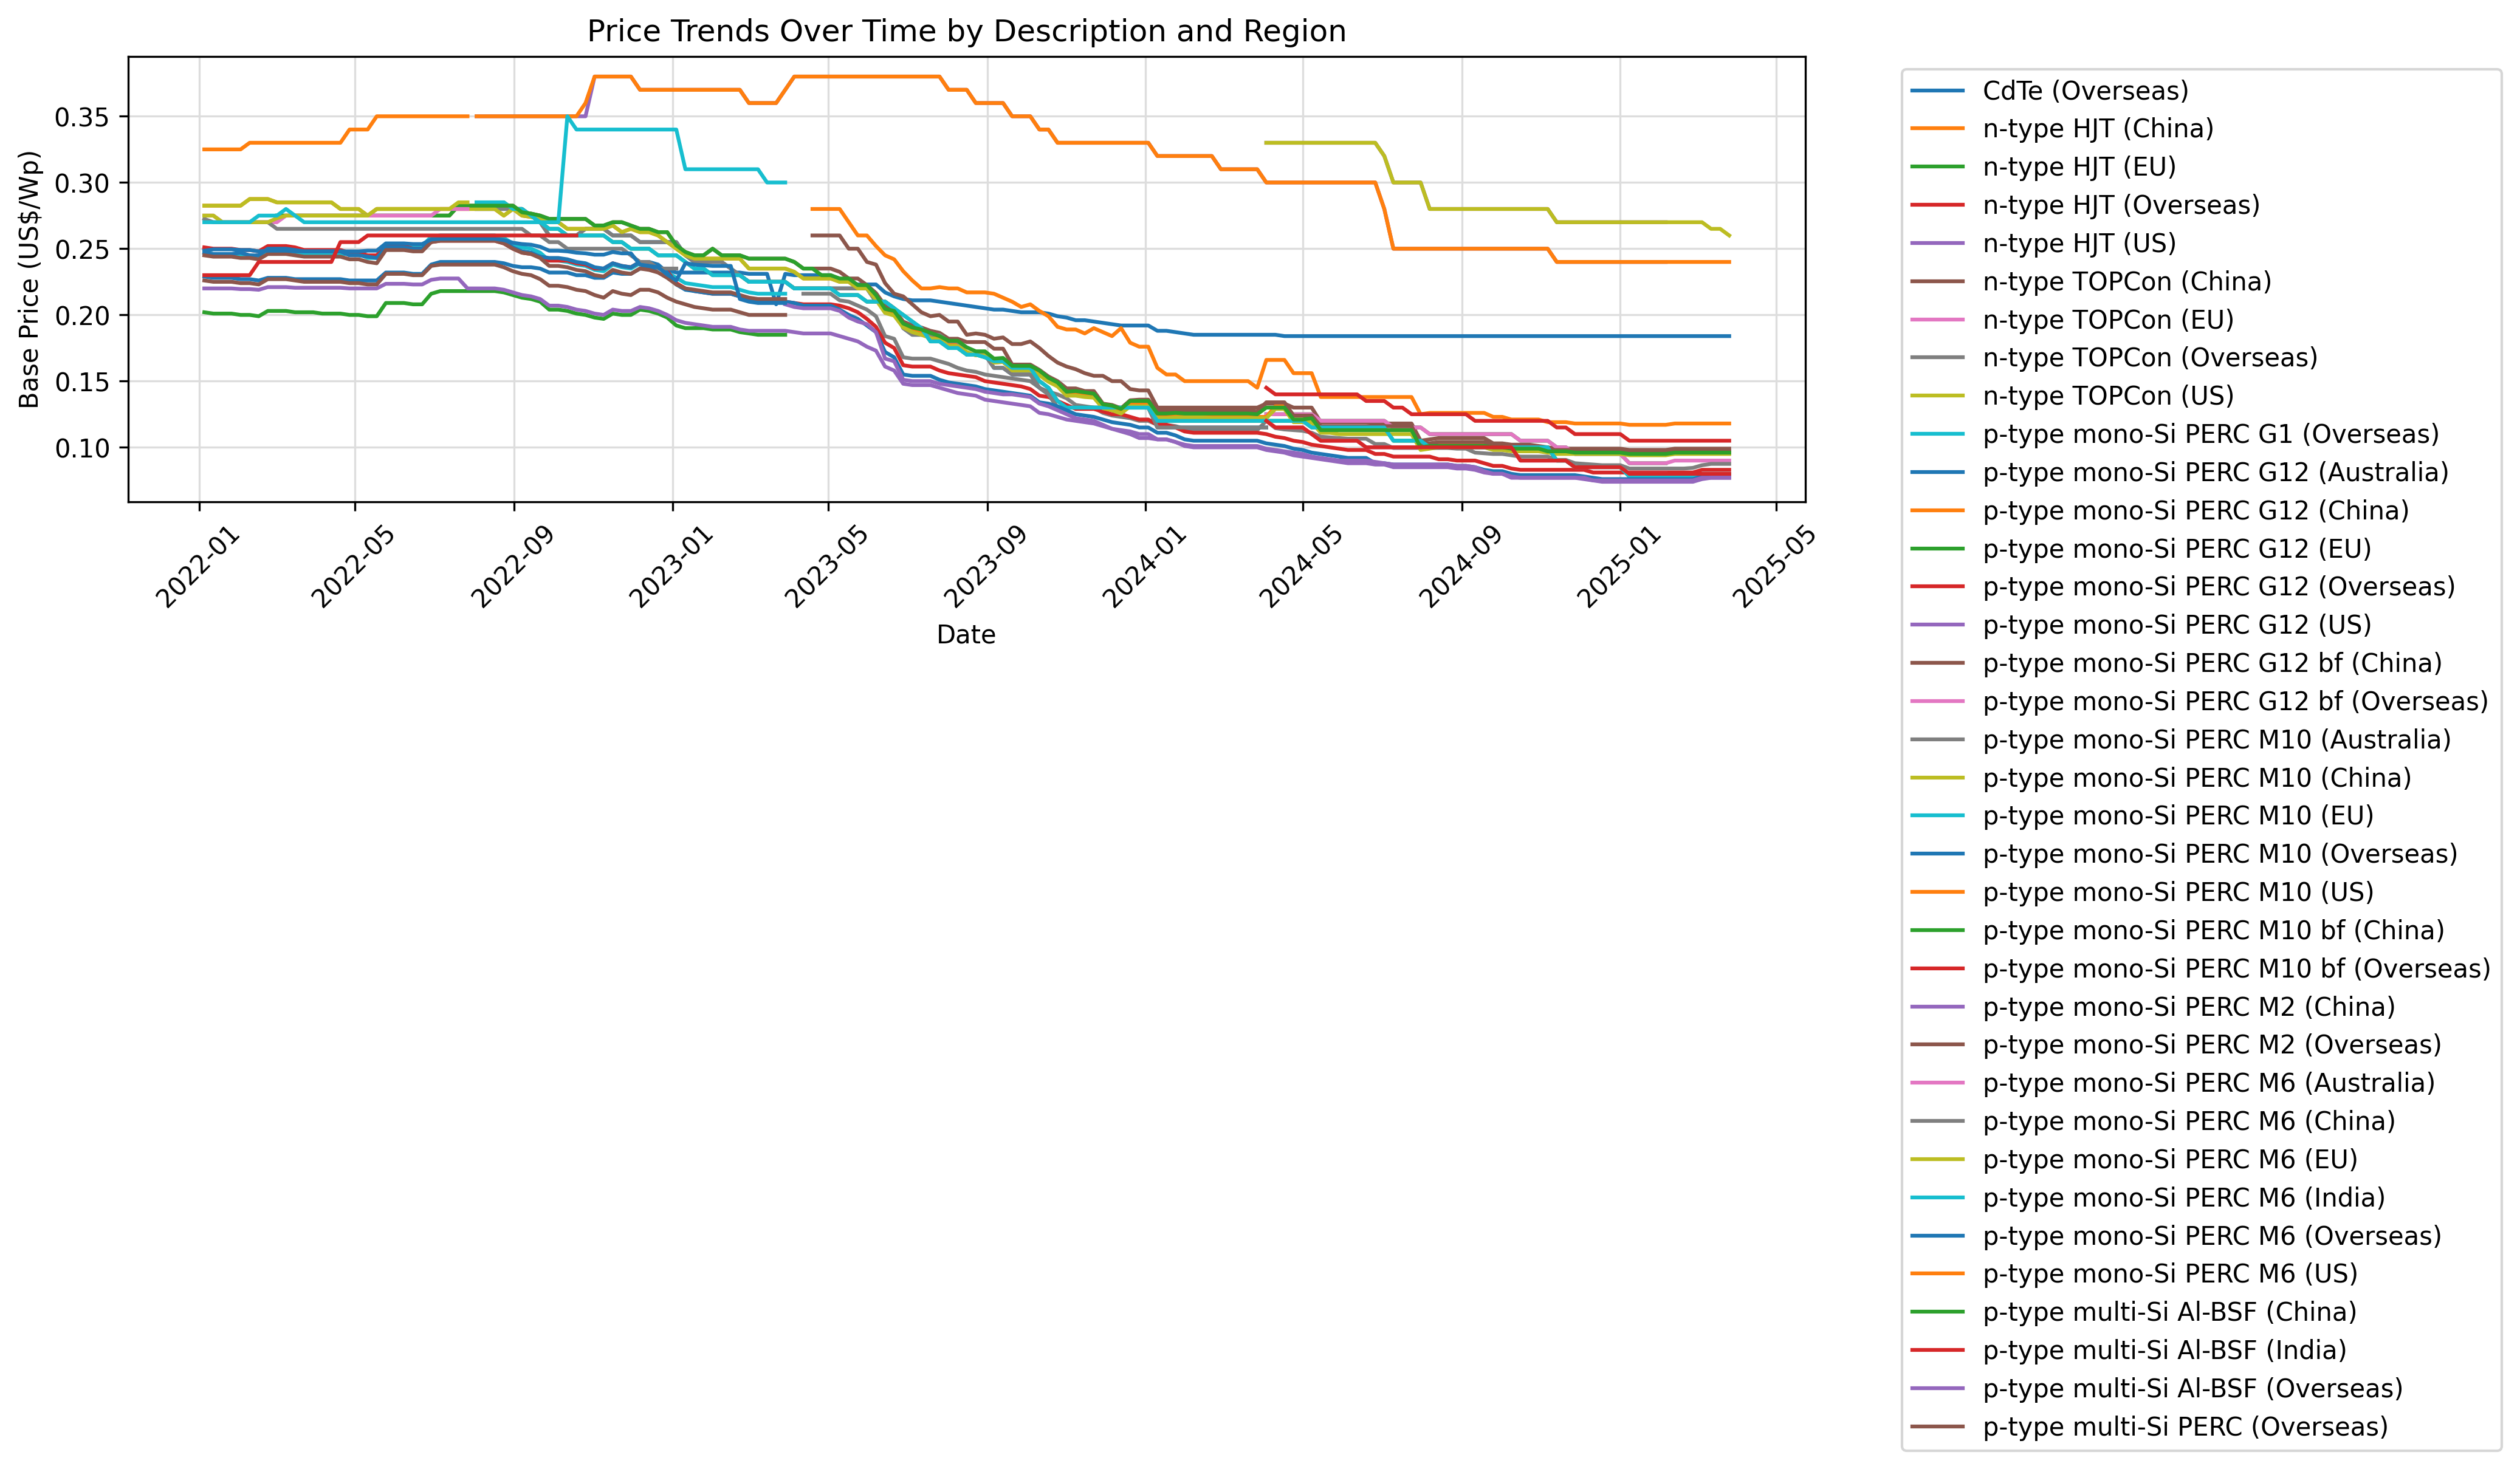 Price Trends Over Time by Description and Region
Base Price (US$/Wp)
0.35
0.30
0.25
0.20
0.15
0.10
2022-01
2022-05
2022-09
2023-01
2023-05
2023-09
2024-01
2024-05
2024-09
2025-01
2025-05
Date
CdTe (Overseas)
n-type HJT (China)
n-type HJT (EU)
n-type HJT (Overseas)
n-type HJT (US)
n-type TOPCon (China)
n-type TOPCon (EU)
n-type TOPCon (Overseas)
n-type TOPCon (US)
p-type mono-Si PERC G1 (Overseas)
p-type mono-Si PERC G12 (Australia)
p-type mono-Si PERC G12 (China)
p-type mono-Si PERC G12 (EU)
p-type mono-Si PERC G12 (Overseas)
p-type mono-Si PERC G12 (US)
p-type mono-Si PERC G12 bf (China)
p-type mono-Si PERC G12 bf (Overseas)
p-type mono-Si PERC M10 (Australia)
p-type mono-Si PERC M10 (China)
p-type mono-Si PERC M10 (EU)
p-type mono-Si PERC M10 (Overseas)
p-type mono-Si PERC M10 (US)
p-type mono-Si PERC M10 bf (China)
p-type mono-Si PERC M10 bf (Overseas)
p-type mono-Si PERC M2 (China)
p-type mono-Si PERC M2 (Overseas)
p-type mono-Si PERC M6 (Australia)
p-type mono-Si PERC M6 (China)
p-type mono-Si PERC M6 (EU)
p-type mono-Si PERC M6 (India)
p-type mono-Si PERC M6 (Overseas)
p-type mono-Si PERC M6 (US)
p-type multi-Si Al-BSF (China)
p-type multi-Si Al-BSF (India)
p-type multi-Si Al-BSF (Overseas)
p-type multi-Si PERC (Overseas)